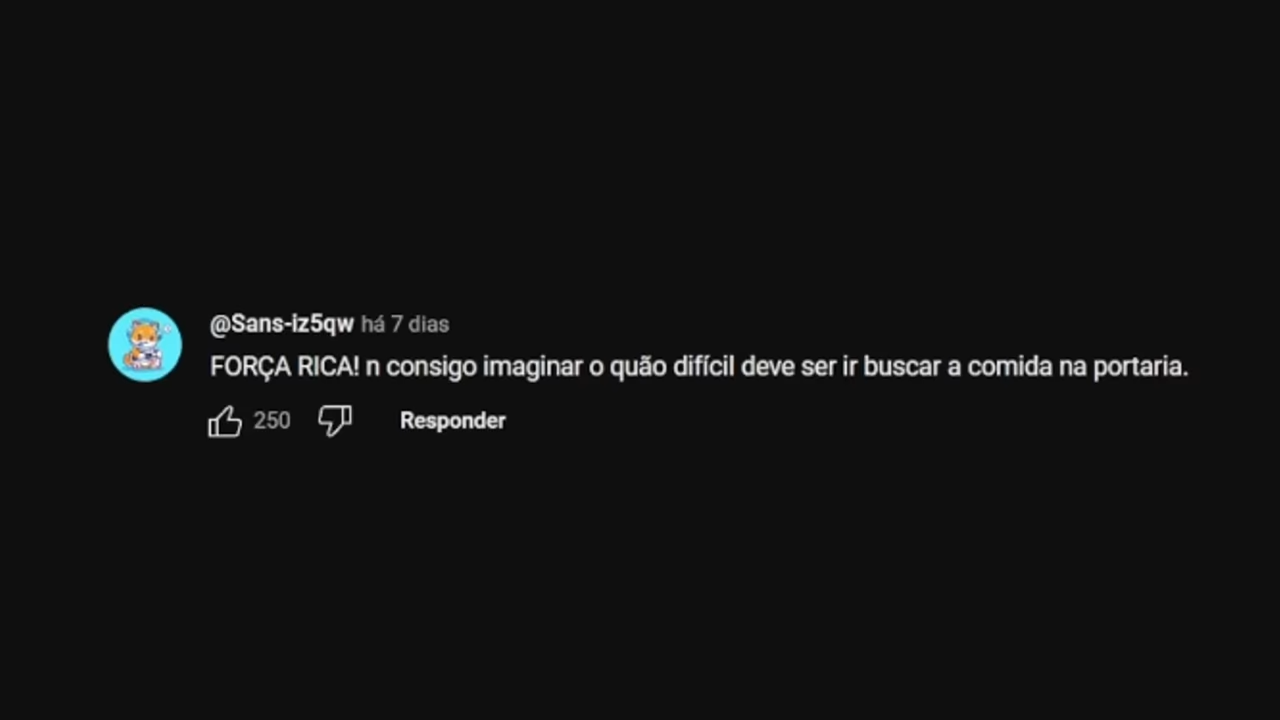 @Sans-iz5qw há 7 dias
FORÇA RICA! n consigo imaginar o quão difícil deve ser ir buscar a comida na portaria.
250 Responder